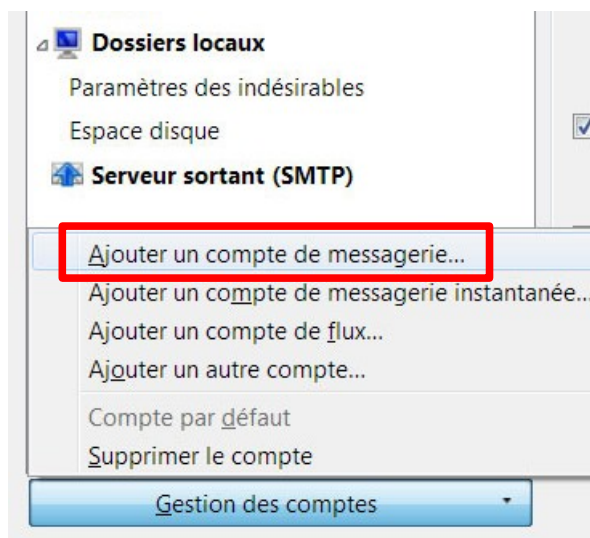 Dossiers locaux
Paramètres des indésirables
Espace disque
Serveur sortant (SMTP)
Ajouter un compte de messagerie...
Ajouter un compte de messagerie instantanée...
Ajouter un compte de flux...
Ajouter un autre compte...
Compte par défaut
Supprimer le compte
Gestion des comptes